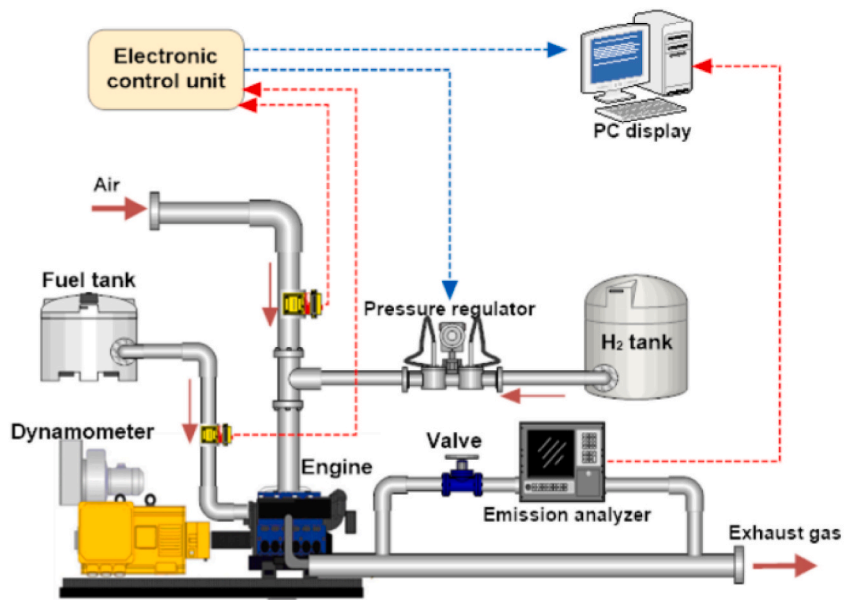 Electronic
control unit
PC display
Air
Fuel tank
Pressure regulator
H₂ tank
Dynamometer
Engine
Valve
Emission analyzer
Exhaust gas